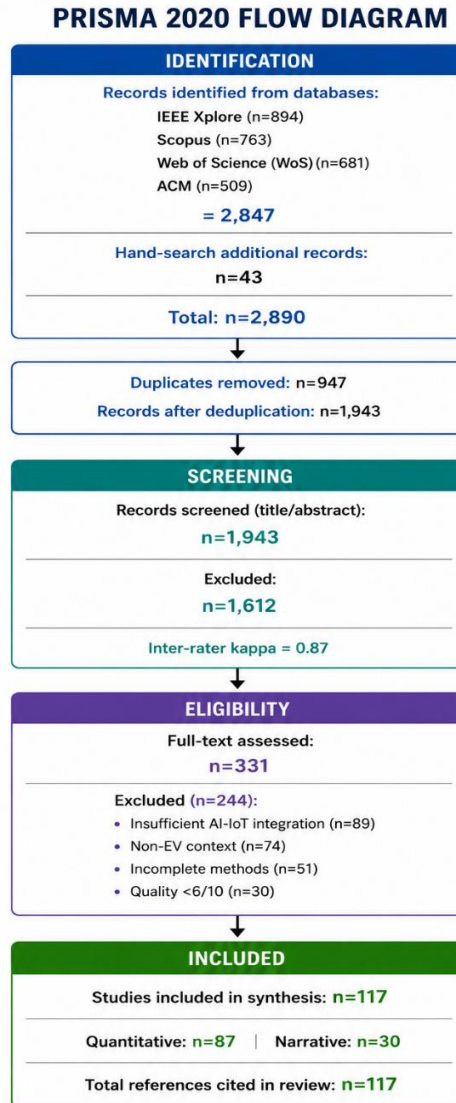 PRISMA 2020 FLOW DIAGRAM
IDENTIFICATION
Records identified from databases:
IEEE Xplore (n=894)
Scopus (n=763)
Web of Science (WoS) (n=681)
ACM (n=509)
= 2,847
Hand-search additional records:
n=43
Total: n=2,890
Duplicates removed: n=947
Records after deduplication: n=1,943
SCREENING
Records screened (title/abstract):
n=1,943
Excluded:
n=1,612
Inter-rater kappa = 0.87
ELIGIBILITY
Full-text assessed:
n=331
Excluded (n=244):
• Insufficient AI-IoT integration (n=89)
• Non-EV context (n=74)
• Incomplete methods (n=51)
• Quality <6/10 (n=30)
INCLUDED
Studies included in synthesis: n=117
Quantitative: n=87 | Narrative: n=30
Total references cited in review: n=117